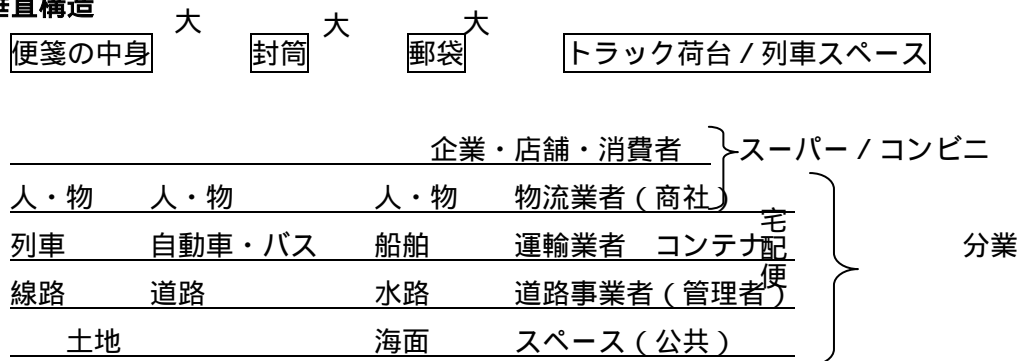 垂直構造
大 大 大
便箋の中身 封筒 郵袋 トラック荷台 / 列車スペース
企業・店舗・消費者 スーパー / コンビニ
人・物 人・物 人・物 物流業者(商社)
列車 自動車・バス 船舶 運輸業者 コンテナ 宅配便 分業
線路 道路 水路 道路事業者(管理者)
土地 海面 スペース(公共)